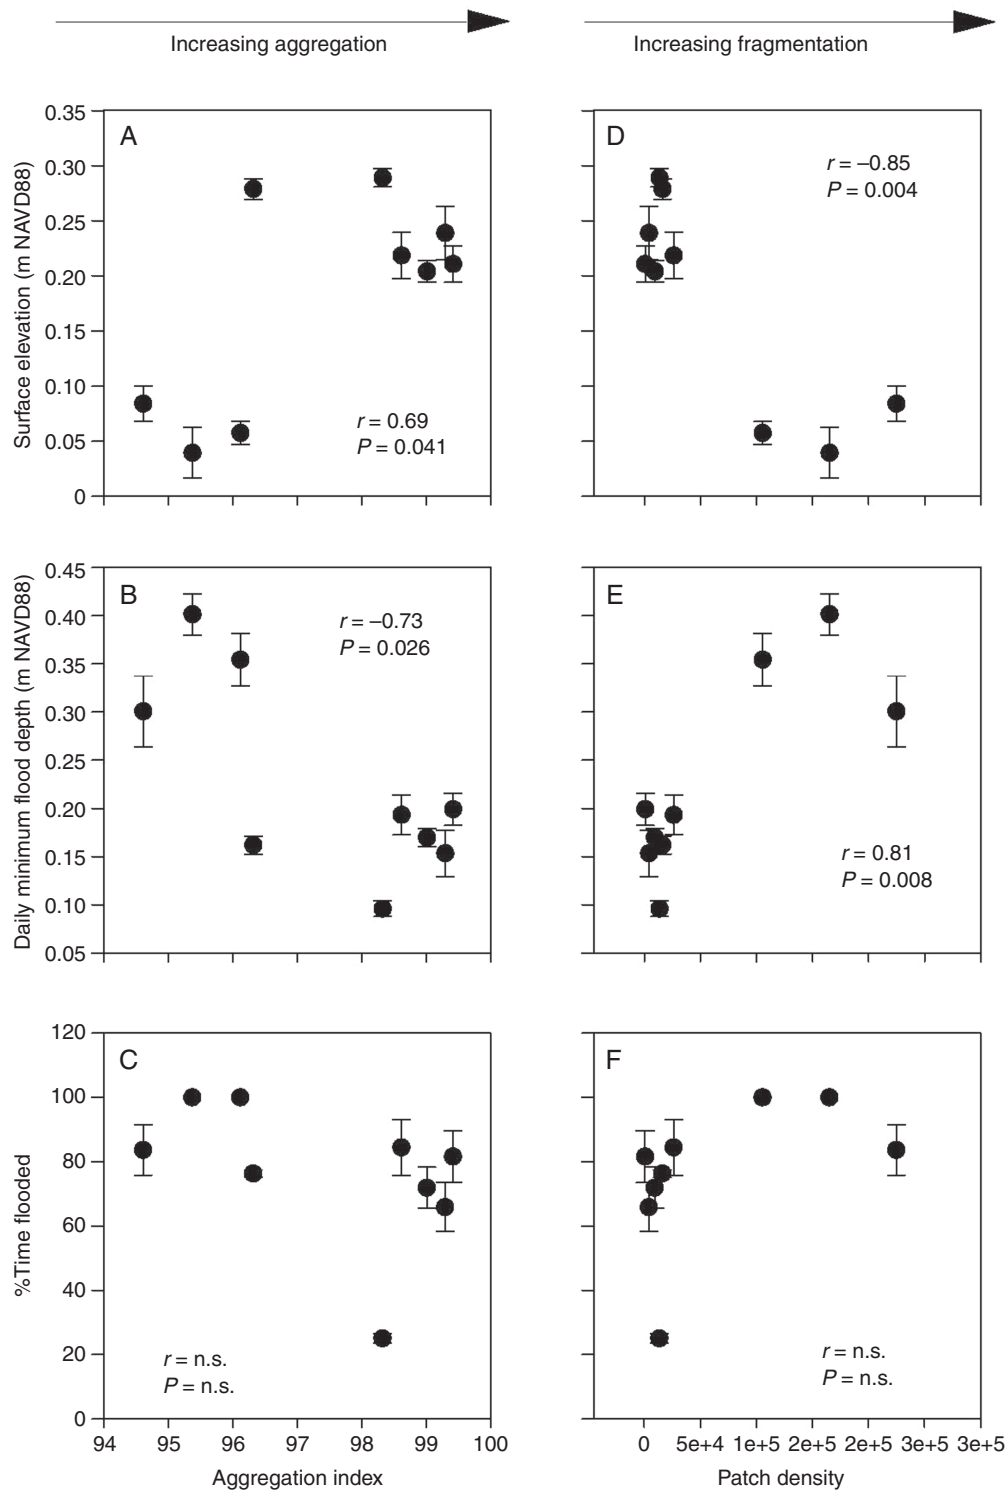 Increasing aggregation
Increasing fragmentation
Surface elevation (m NAVD88)
0.35
0.30
0.25
0.20
0.15
0.10
0.05
0
A
r = 0.69
P = 0.041
D
r = –0.85
P = 0.004
Daily minimum flood depth (m NAVD88)
0.45
0.40
0.35
0.30
0.25
0.20
0.15
0.10
0.05
B
r = –0.73
P = 0.026
E
r = 0.81
P = 0.008
%Time flooded
120
100
80
60
40
20
0
C
r = n.s.
P = n.s.
F
r = n.s.
P = n.s.
94 95 96 97 98 99 100
Aggregation index
0 5e+4 1e+5 2e+5 2e+5 3e+5 3e+5
Patch density